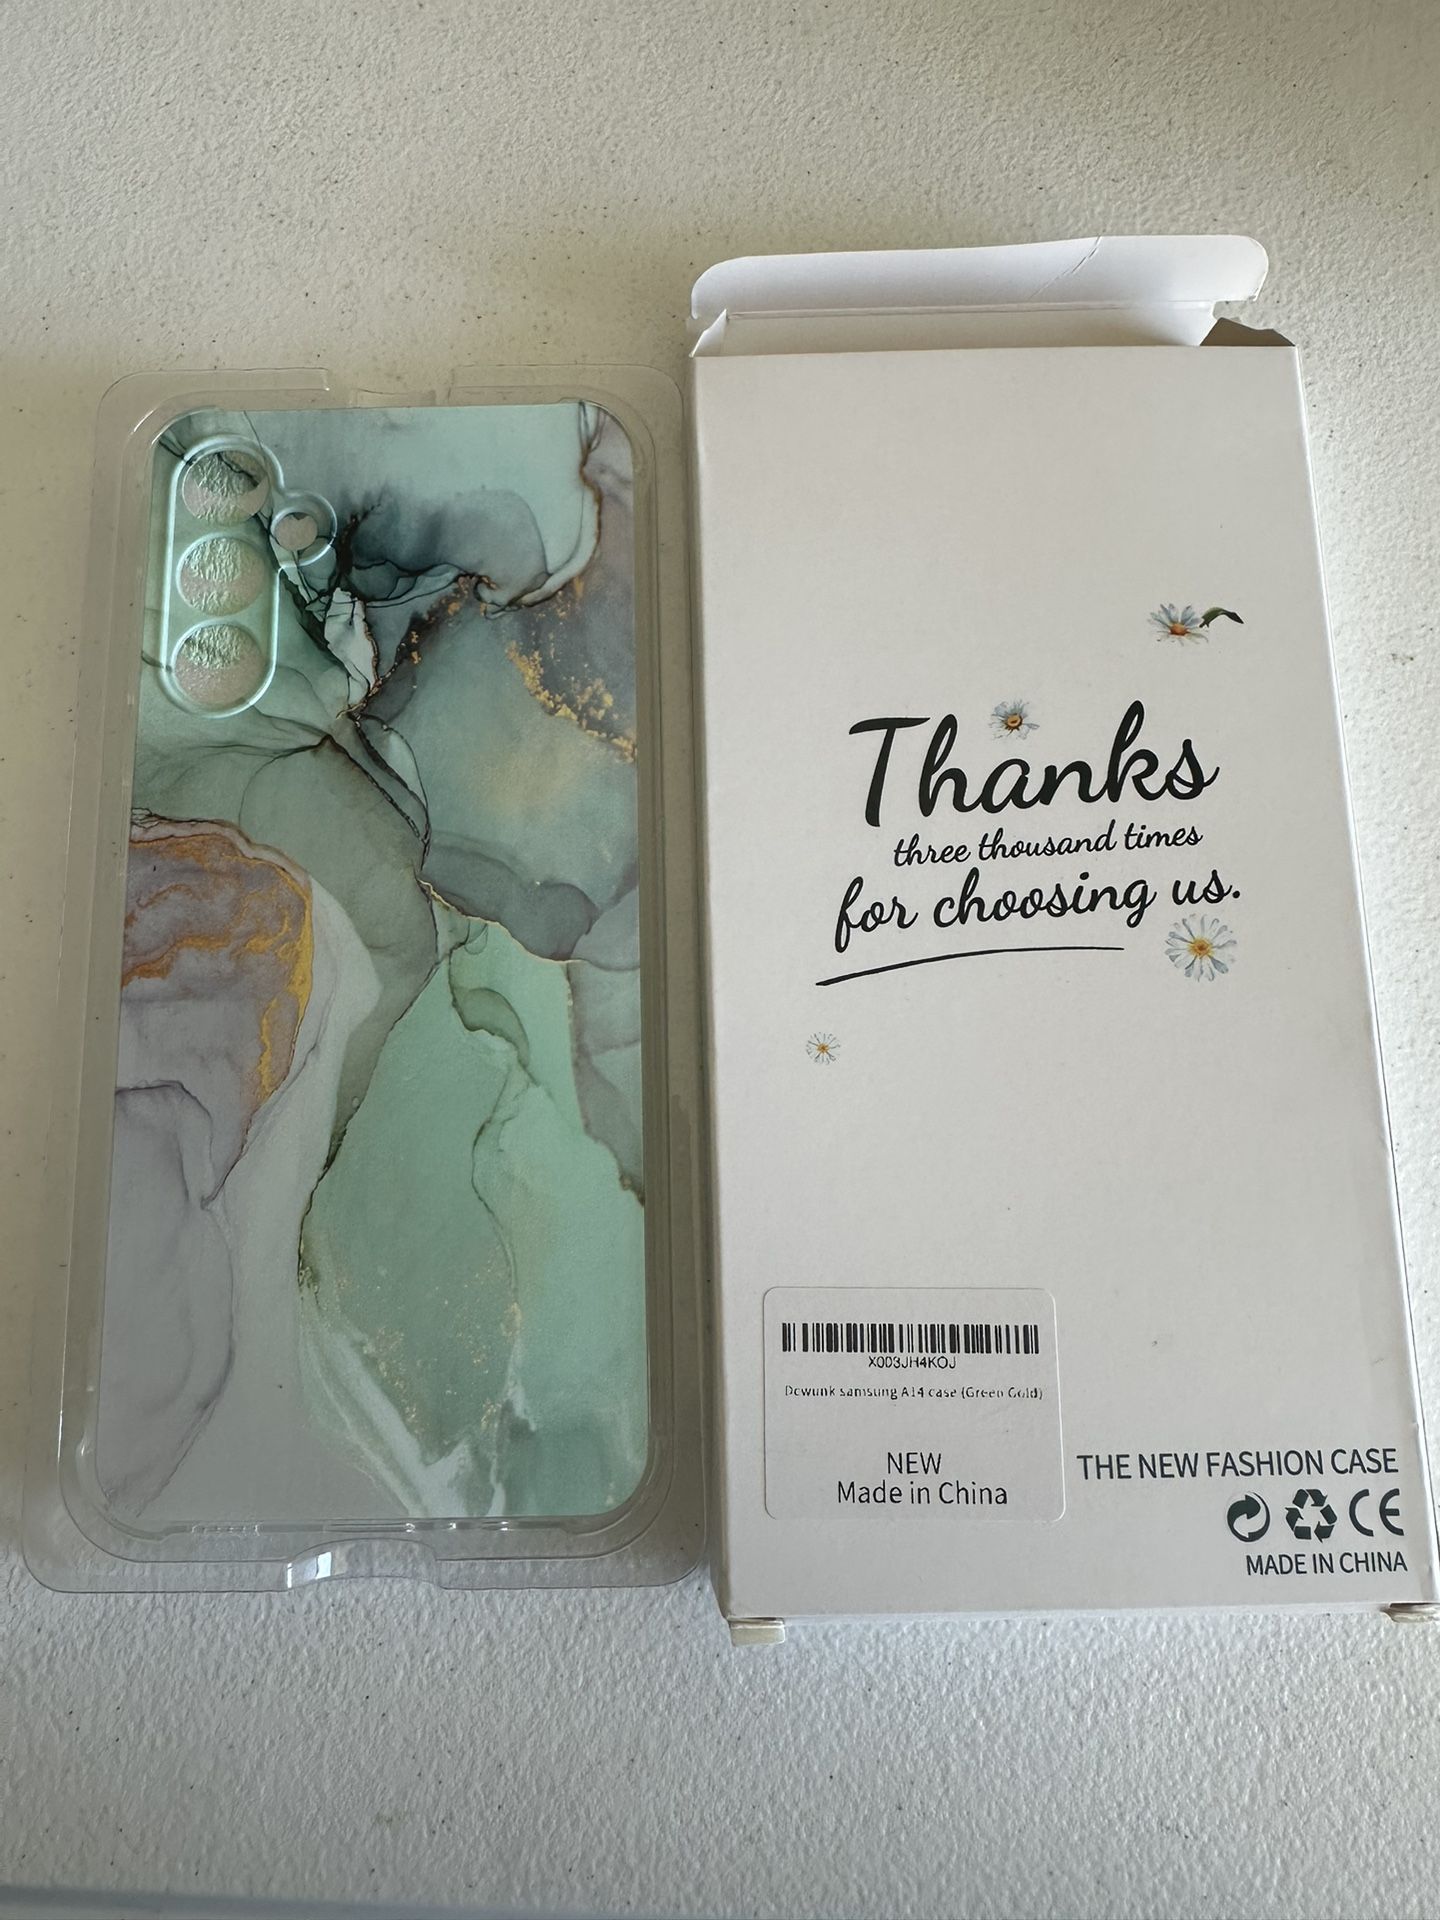 Thanks
three thousand times
for choosing us.
X003JH4KOJ
Dowunk samsung A14 case (Green Gold)
NEW
Made in China
THE NEW FASHION CASE
CE
MADE IN CHINA